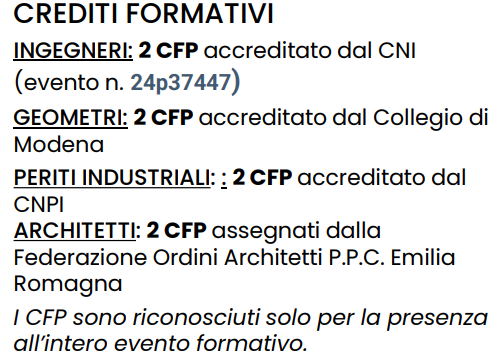 CREDITI FORMATIVI
INGEGNERI: 2 CFP accreditato dal CNI
(evento n. 24p37447)
GEOMETRI: 2 CFP accreditato dal Collegio di
Modena
PERITI INDUSTRIALI: : 2 CFP accreditato dal
CNPI
ARCHITETTI: 2 CFP assegnati dalla
Federazione Ordini Architetti P.P.C. Emilia
Romagna
I CFP sono riconosciuti solo per la presenza
all’intero evento formativo.